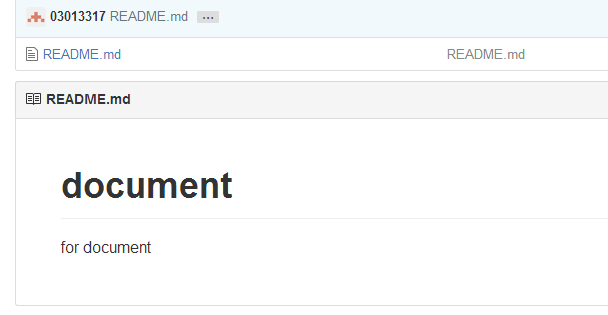 03013317 README.md ...
README.md README.md
README.md
document
for document